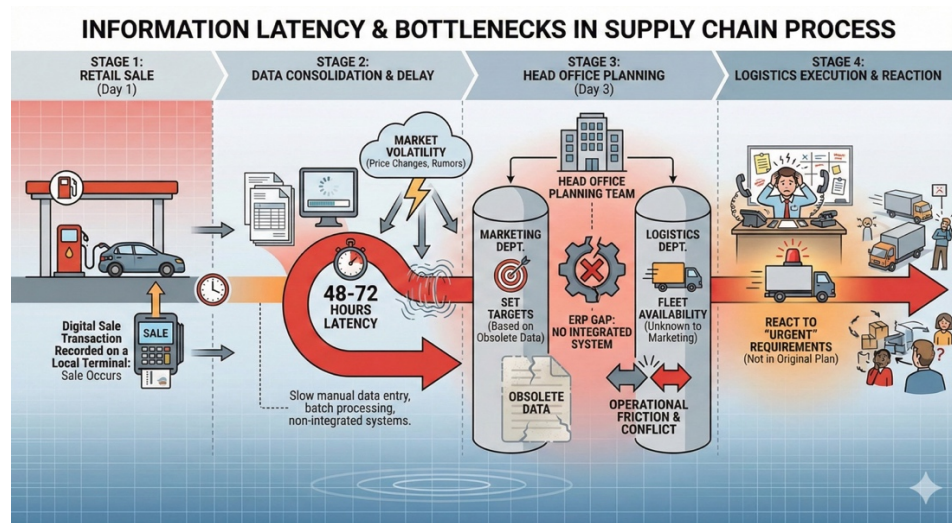 INFORMATION LATENCY & BOTTLENECKS IN SUPPLY CHAIN PROCESS
STAGE 1:
RETAIL SALE
(Day 1)
STAGE 2:
DATA CONSOLIDATION & DELAY
STAGE 3:
HEAD OFFICE PLANNING
(Day 3)
STAGE 4:
LOGISTICS EXECUTION & REACTION
Digital Sale
Transaction
Recorded on a
Local Terminal:
Sale Occurs
SALE
MARKET
VOLATILITY
(Price Changes, Rumors)
48-72
HOURS
LATENCY
Slow manual data entry,
batch processing,
non-integrated systems.
HEAD OFFICE
PLANNING TEAM
MARKETING
DEPT.
SET
TARGETS
(Based on
Obsolete Data)
OBSOLETE
DATA
ERP GAP:
NO INTEGRATED
SYSTEM
LOGISTICS
DEPT.
FLEET
AVAILABILITY
(Unknown to
Marketing)
OPERATIONAL
FRICTION &
CONFLICT
REACT TO
"URGENT"
REQUIREMENTS
(Not in Original Plan)
?